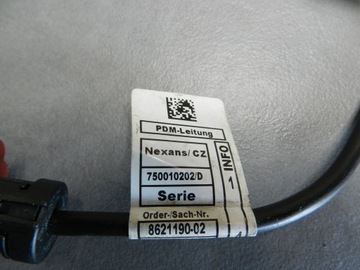 PDM-Leitung
Nexans/CZ
750010202/D
Serie
Order-/Sach-Nr.
8621190-02
1 INFO